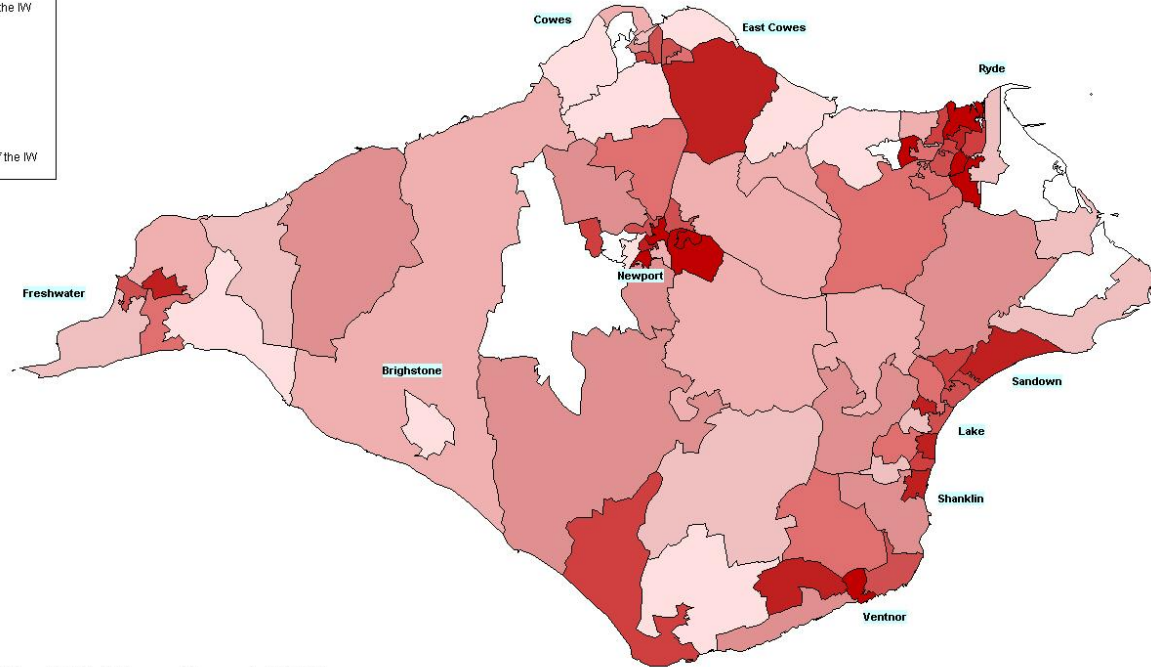 the IW
the IW
Cowes
East Cowes
Ryde
Freshwater
Newport
Brighstone
Sandown
Lake
Shanklin
Ventnor